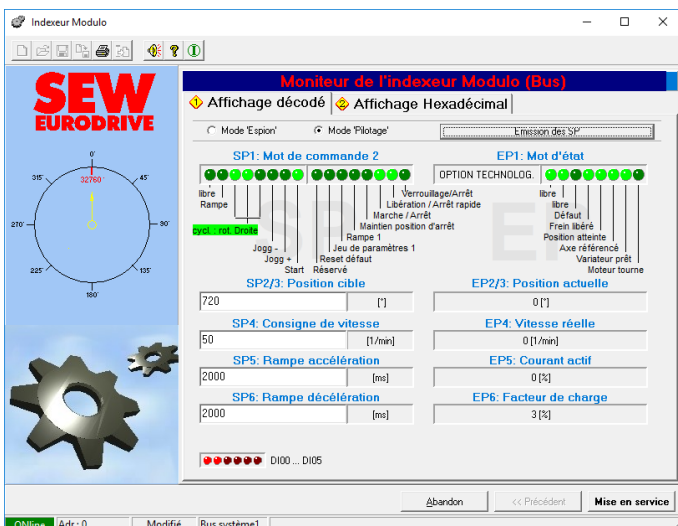 Indexeur Modulo
SEW
EURODRIVE
0'
32760
45'
90'
135'
180'
225'
270'
315'
Moniteur de l'indexeur Modulo (Bus)
1 Affichage décodé 2 Affichage Hexadécimal
Mode 'Espion' Mode 'Pilotage' Emission des SP
SP1: Mot de commande 2
libre
Rampe
cycl. : rot. Droite
Jogg -
Jogg +
Start
Verrouillage/Arrêt
Libération / Arrêt rapide
Marche / Arrêt
Maintien position d'arrêt
Rampe 1
Jeu de paramètres 1
Reset défaut
Réservé
SP
EP1: Mot d'état
OPTION TECHNOLOG.
libre
libre
Défaut
Frein libéré
Position atteinte
Axe référencé
Variateur prêt
Moteur tourne
EP
SP2/3: Position cible EP2/3: Position actuelle
720 [°] 0 [°]
SP4: Consigne de vitesse EP4: Vitesse réelle
50 [1/min] 0 [1/min]
SP5: Rampe accélération EP5: Courant actif
2000 [ms] 0 [%]
SP6: Rampe décélération EP6: Facteur de charge
2000 [ms] 3 [%]
DI00 ... DI05
Abandon << Précédent Mise en service
ONline Adr : 0 Modifié Bus système1